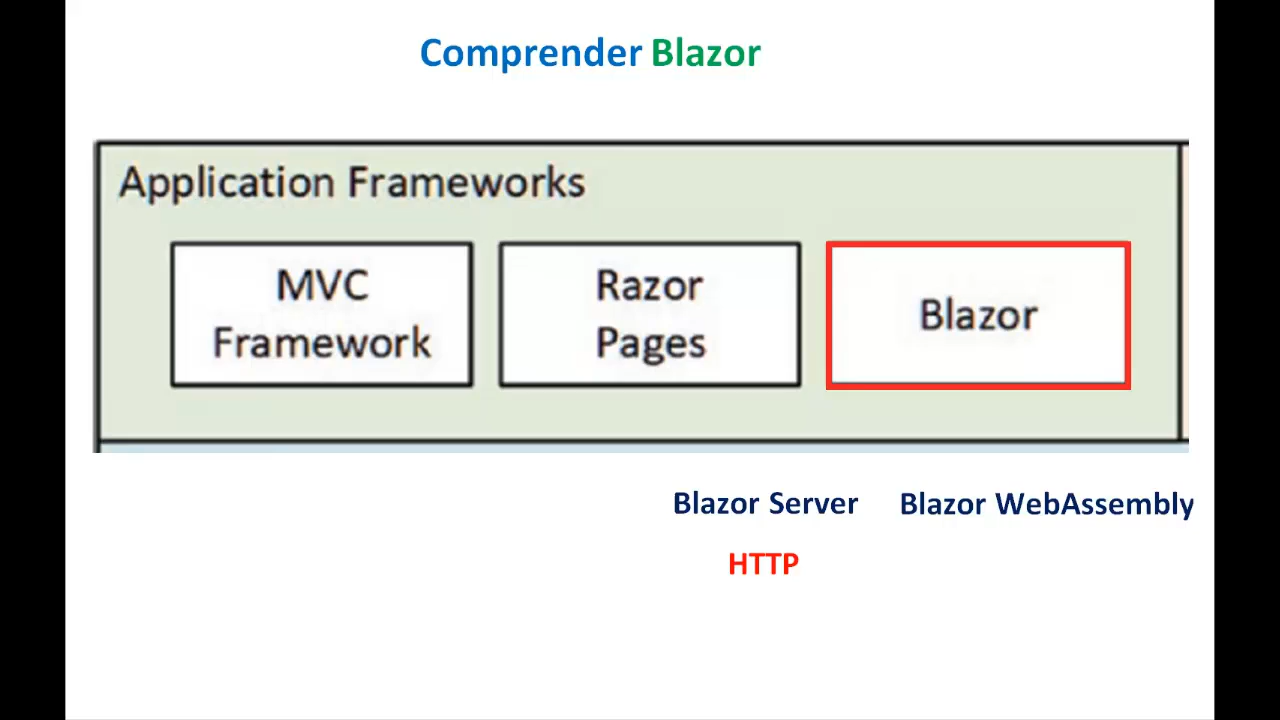 Comprender Blazor
Application Frameworks
MVC
Framework
Razor
Pages
Blazor
Blazor Server
Blazor WebAssembly
HTTP